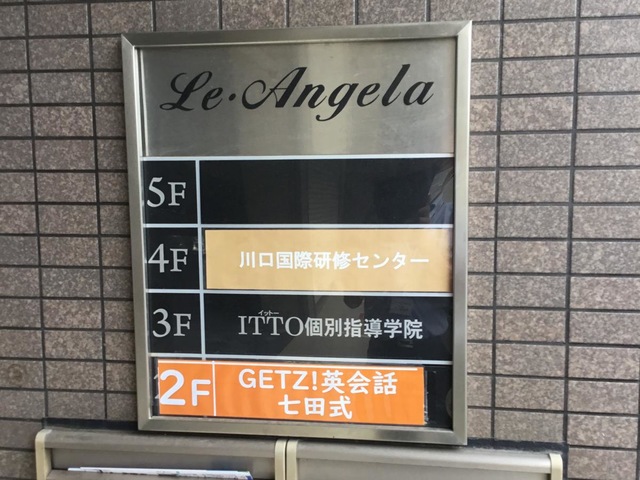 Le·Angela
5F
4F 川口国際研修センター
イットー
3F ITTO個別指導学院
2F GETZ!英会話
七田式